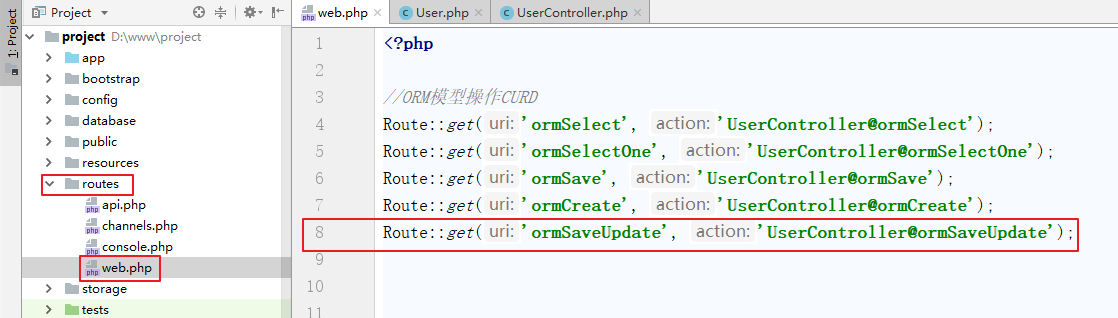 1: Project
Project
project D:\www\project
app
bootstrap
config
database
public
resources
routes
api.php
channels.php
console.php
web.php
storage
tests
web.php User.php UserController.php
1 <?php
2
3 //ORM模型操作CURD
4 Route::get( uri: 'ormSelect', action: 'UserController@ormSelect');
5 Route::get( uri: 'ormSelectOne', action: 'UserController@ormSelectOne');
6 Route::get( uri: 'ormSave', action: 'UserController@ormSave');
7 Route::get( uri: 'ormCreate', action: 'UserController@ormCreate');
8 Route::get( uri: 'ormSaveUpdate', action: 'UserController@ormSaveUpdate');
9
10
11